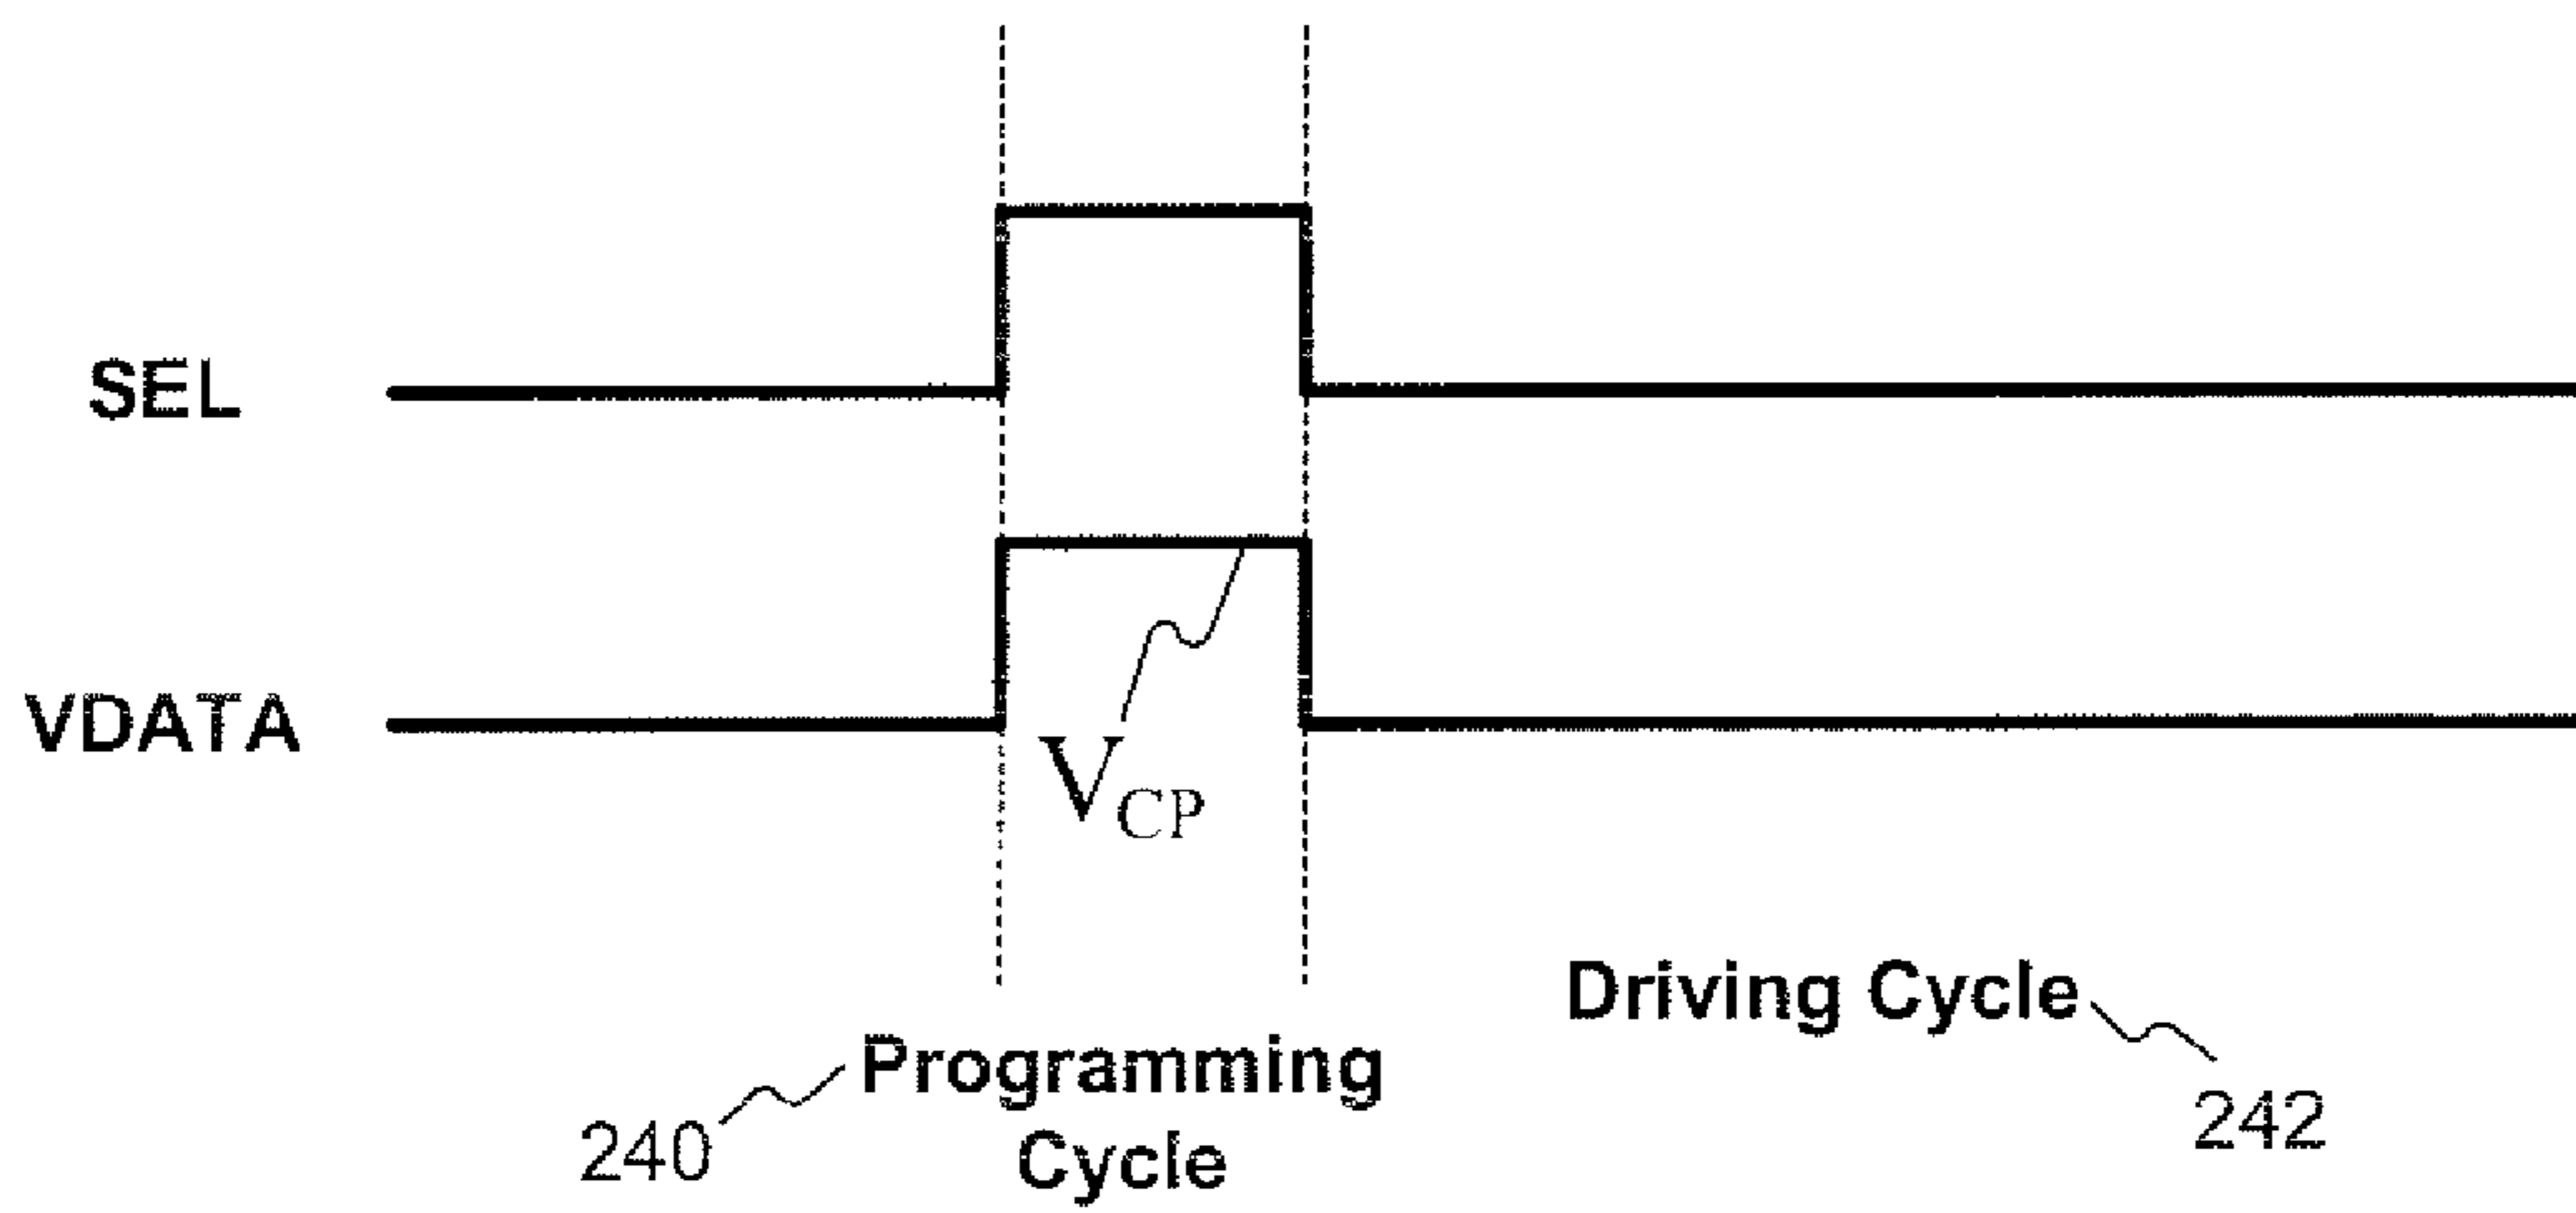 SEL
VDATA
VCP
Driving Cycle
242
Programming
Cycle
240